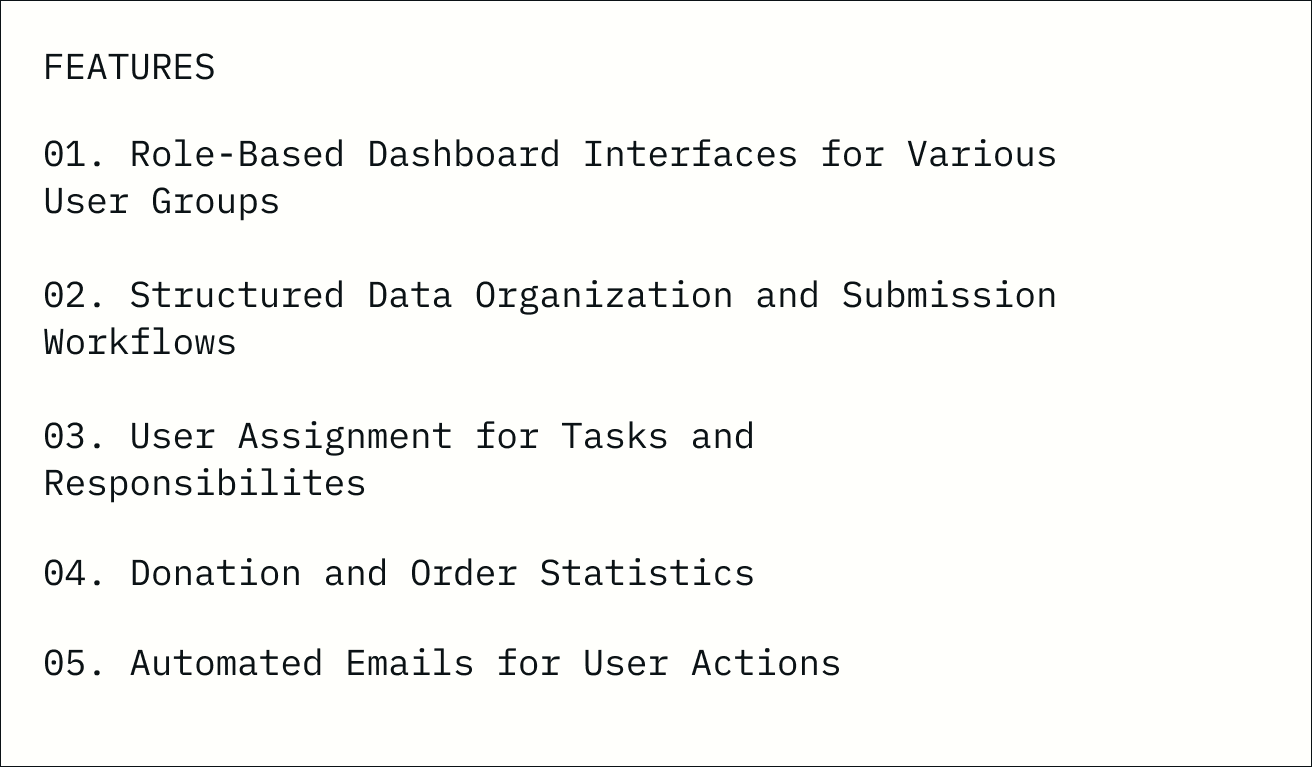 FEATURES
01. Role-Based Dashboard Interfaces for Various
User Groups
02. Structured Data Organization and Submission
Workflows
03. User Assignment for Tasks and
Responsibilites
04. Donation and Order Statistics
05. Automated Emails for User Actions